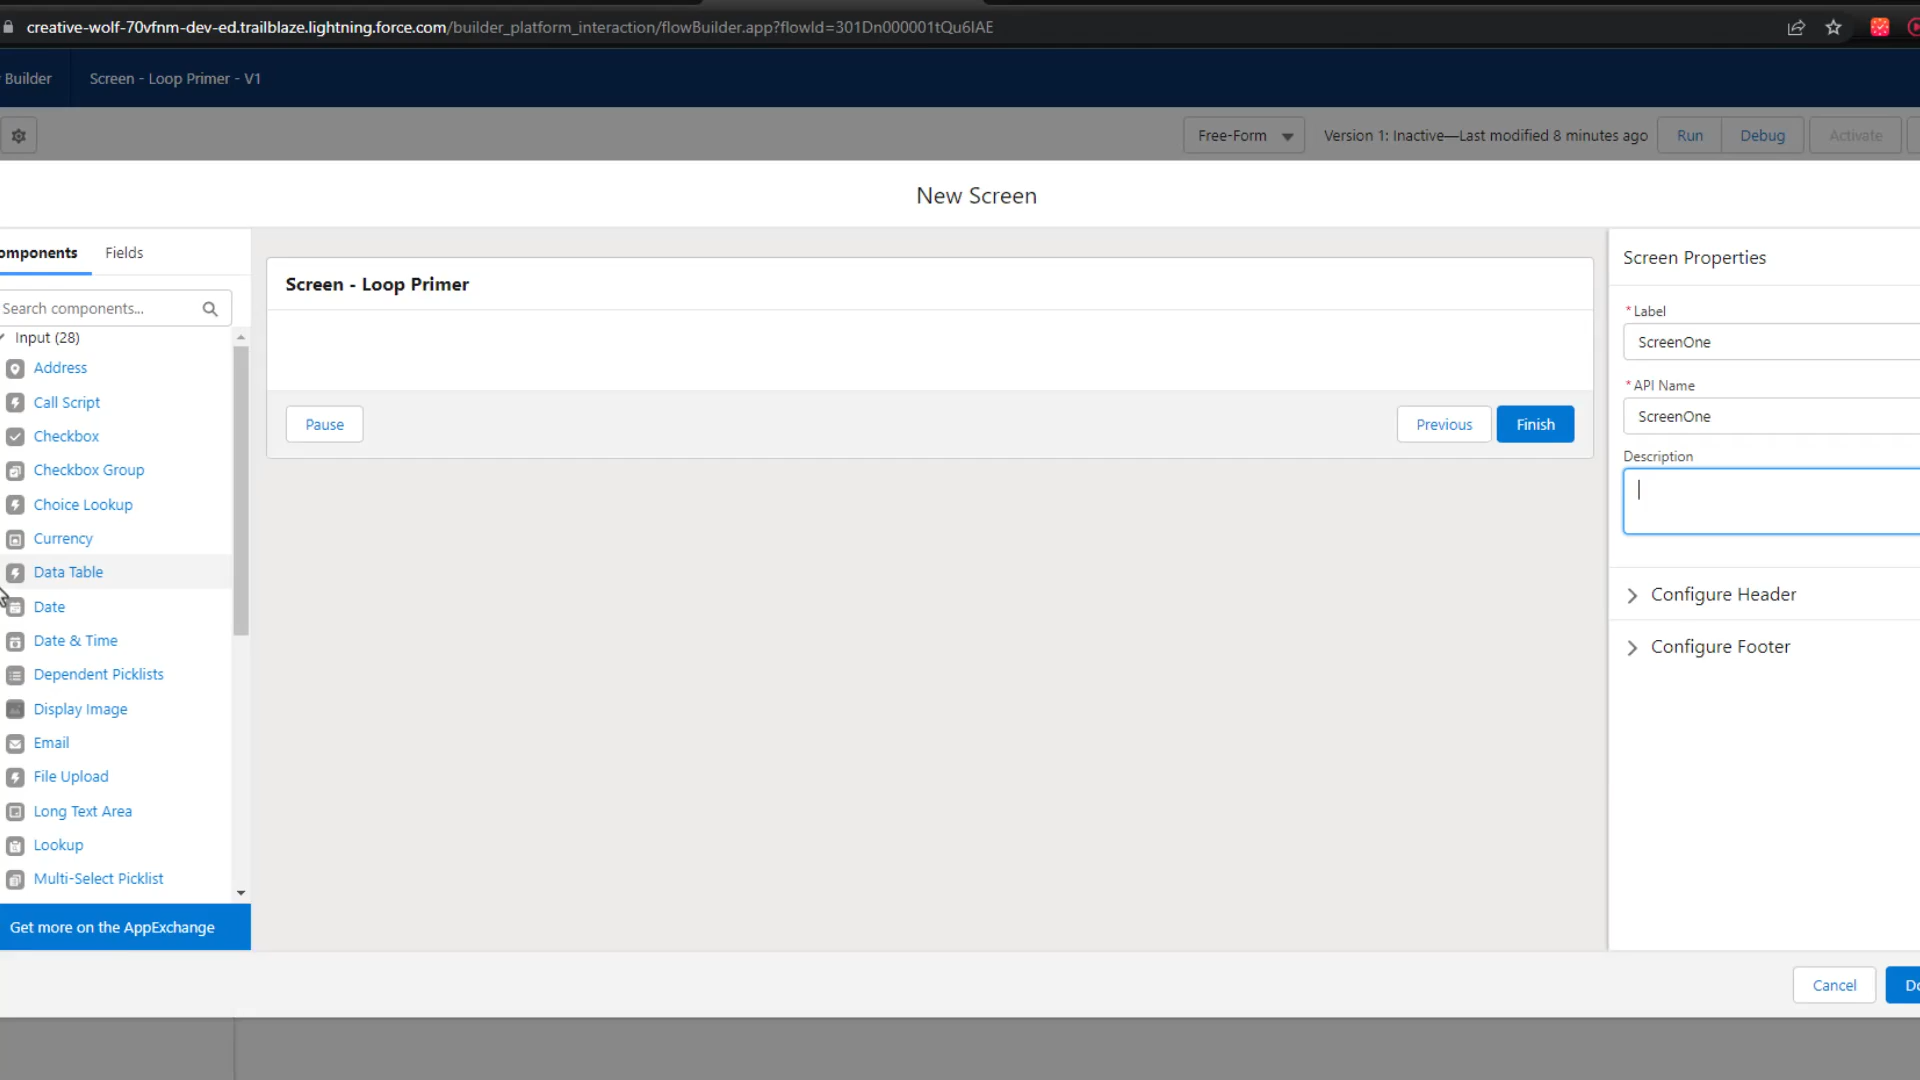 creative-wolf-70vfnm-dev-ed.trailblaze.lightning.force.com/builder_platform_interaction/flowBuilder.app?flowId=301Dn000001tQu6IAE
Builder
Screen - Loop Primer - V1
Free-Form
Version 1: Inactive—Last modified 8 minutes ago
Run
Debug
Activate
New Screen
omponents
Fields
Search components...
Input (28)
Address
Call Script
Checkbox
Checkbox Group
Choice Lookup
Currency
Data Table
Date
Date & Time
Dependent Picklists
Display Image
Email
File Upload
Long Text Area
Lookup
Multi-Select Picklist
Get more on the AppExchange
Screen - Loop Primer
Pause
Previous
Finish
Screen Properties
* Label
ScreenOne
* API Name
ScreenOne
Description
Configure Header
Configure Footer
Cancel
Do